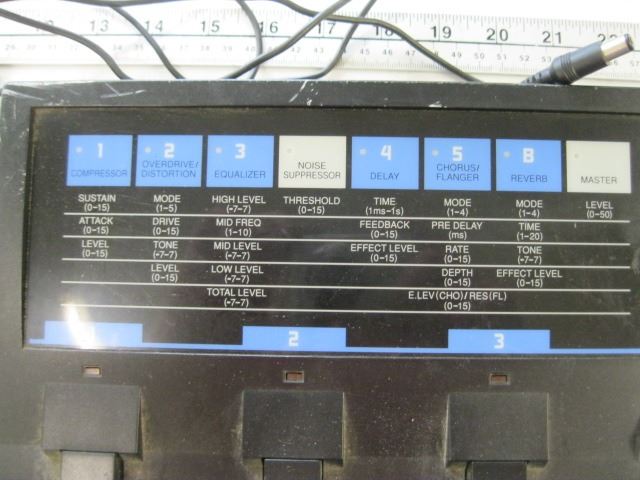 12 13 14 15 16 17 18 19 20 21 22
1 2 3 4 5 8
COMPRESSOR OVERDRIVE/ DISTORTION EQUALIZER NOISE SUPPRESSOR DELAY CHORUS/ FLANGER REVERB MASTER
SUSTAIN MODE HIGH LEVEL THRESHOLD TIME MODE MODE LEVEL
(0-15) (1-5) (-7-7) (0-15) (1ms-1s) (1-4) (1-4) (0-50)
ATTACK DRIVE MID FREQ FEEDBACK PRE DELAY TIME
(0-15) (0-15) (1-10) (0-15) (ms) (1-20)
LEVEL TONE MID LEVEL EFFECT LEVEL RATE TONE
(0-15) (-7-7) (-7-7) (0-15) (0-15) (-7-7)
LEVEL LOW LEVEL DEPTH EFFECT LEVEL
(0-15) (-7-7) (0-15) (0-15)
TOTAL LEVEL E.LEV(CHO)/RES(FL)
(-7-7) (0-15)
2 3